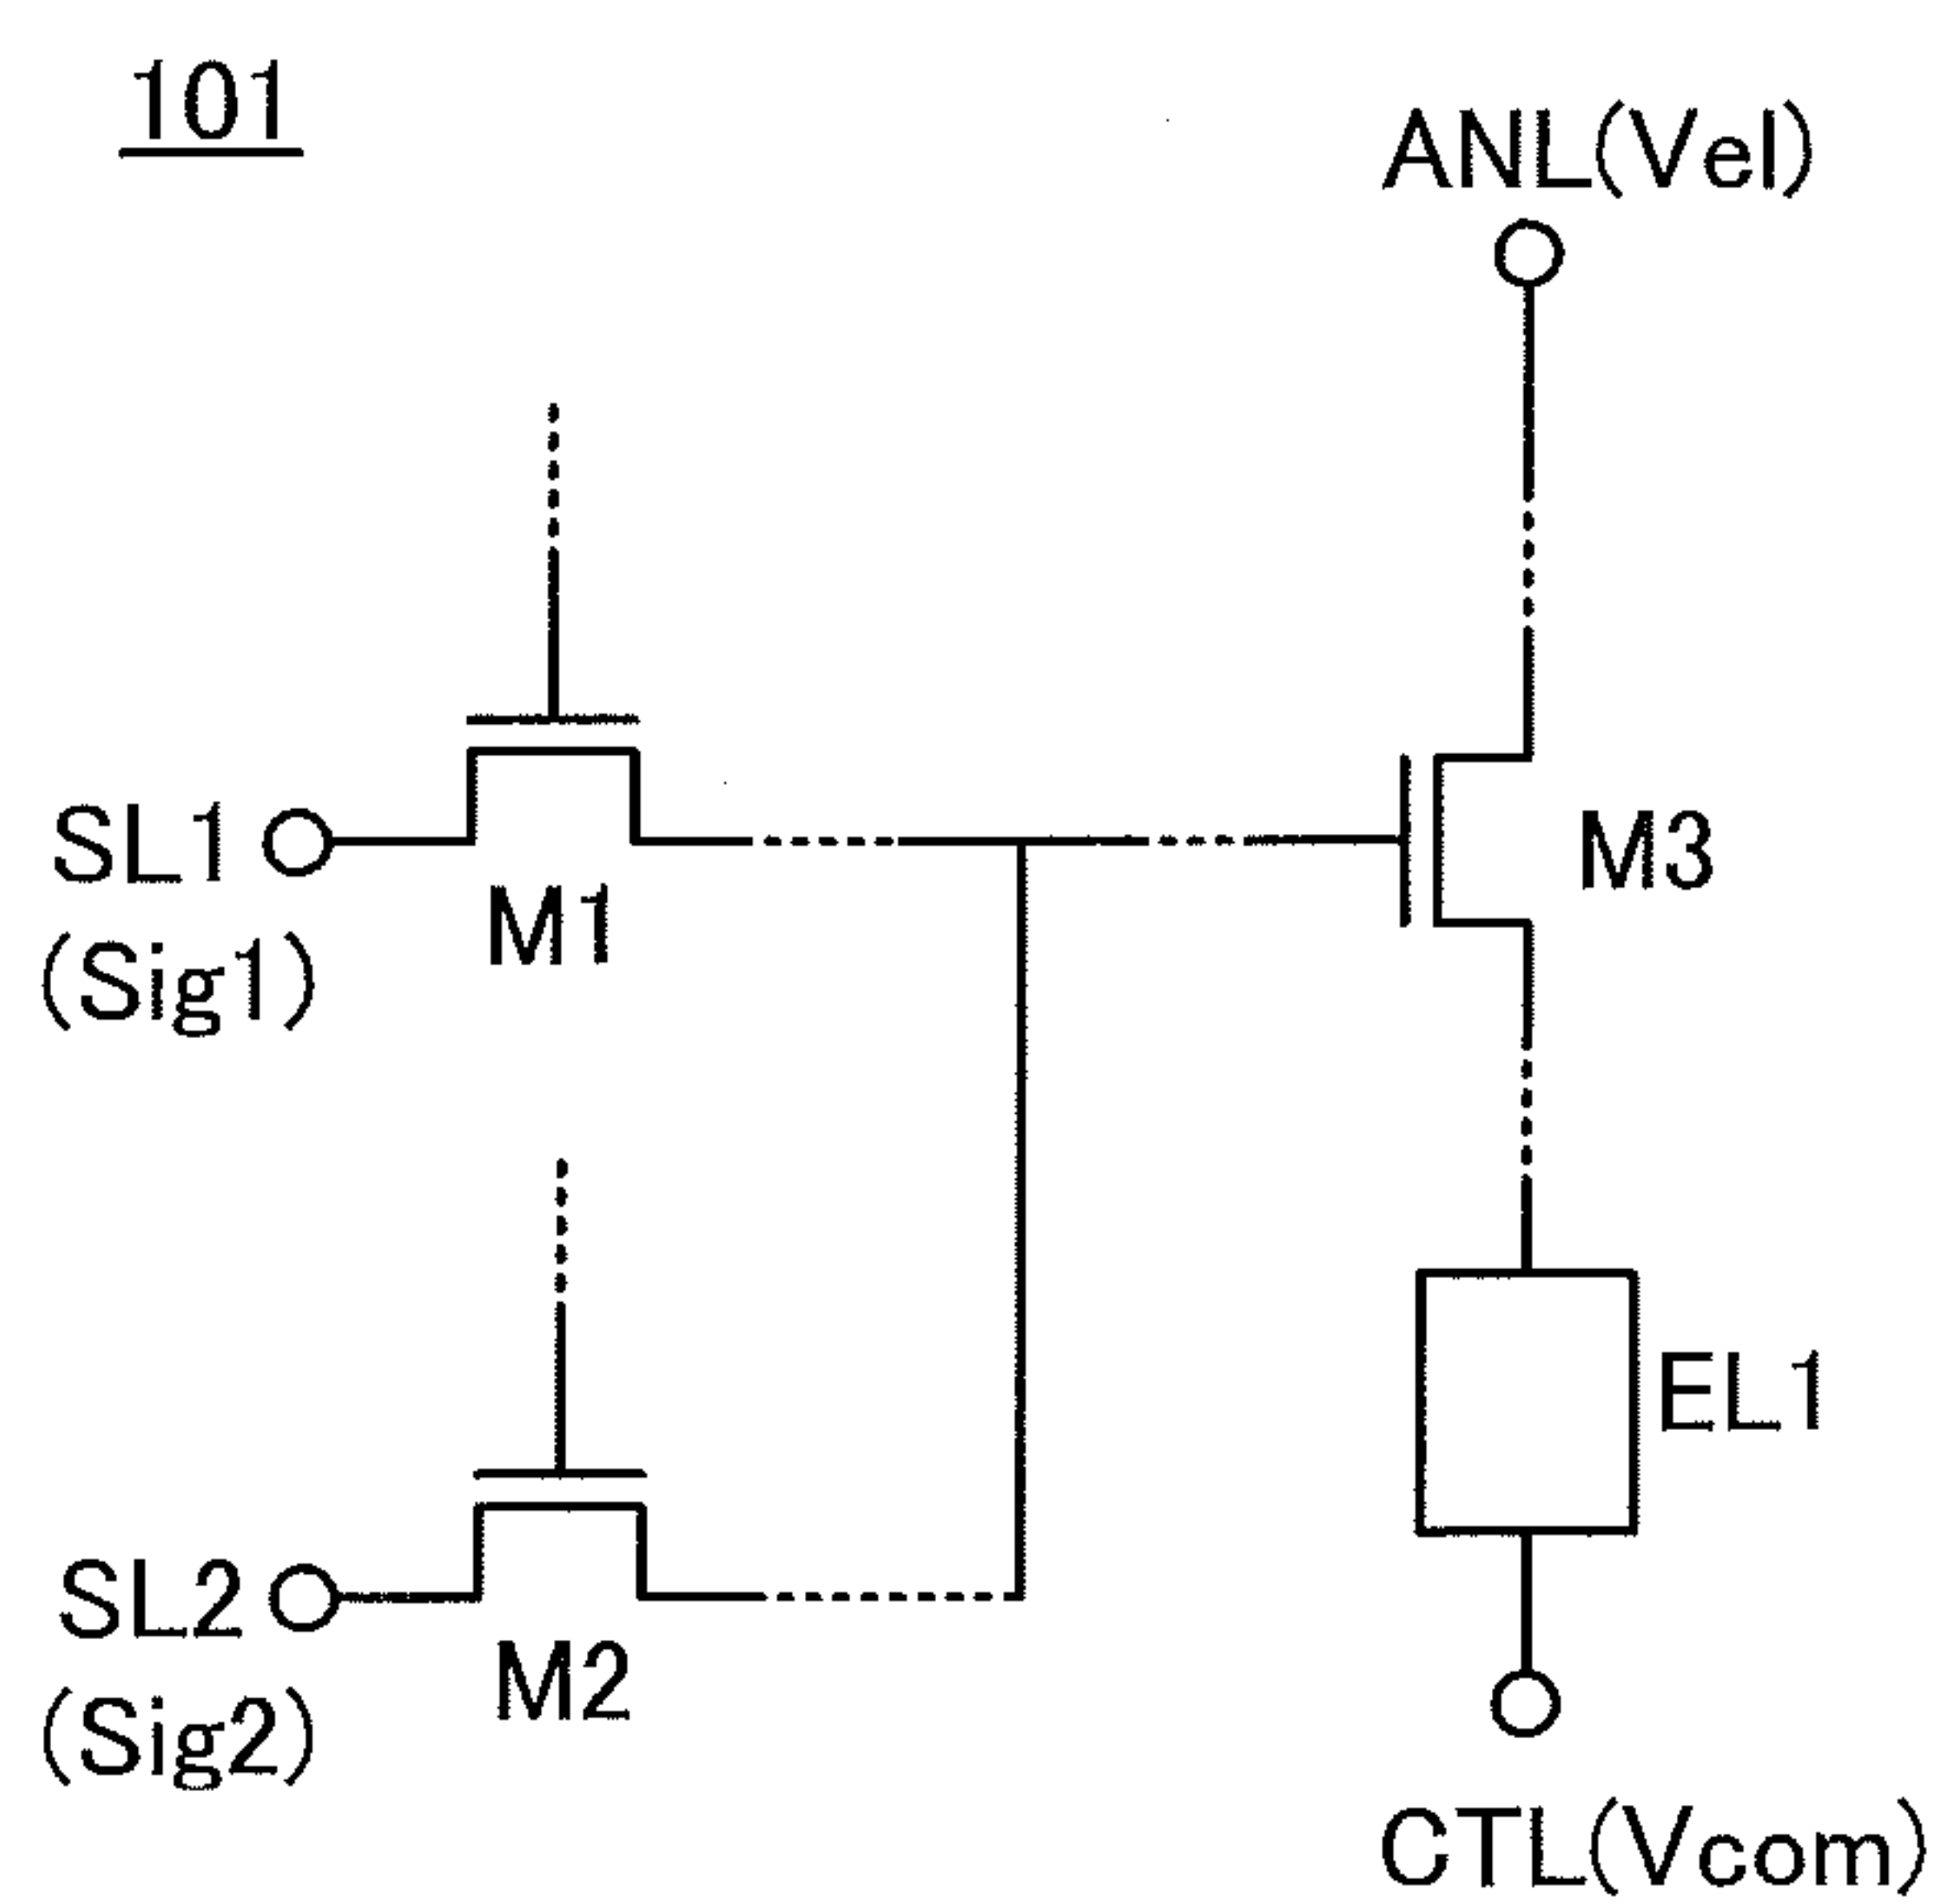 101
ANL(Vel)
SL1
(Sig1)
M1
M3
EL1
SL2
(Sig2)
M2
CTL(Vcom)